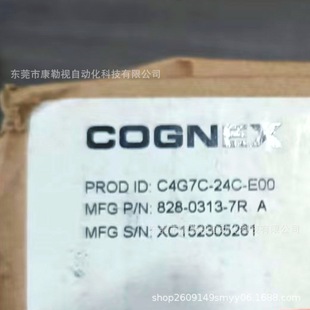 东莞市康勒视自动化科技有限公司
COGNEX
PROD ID: C4G7C-24C-E00
MFG P/N: 828-0313-7R A
MFG S/N: XC152305261
shop2609149smyy06.1688.com